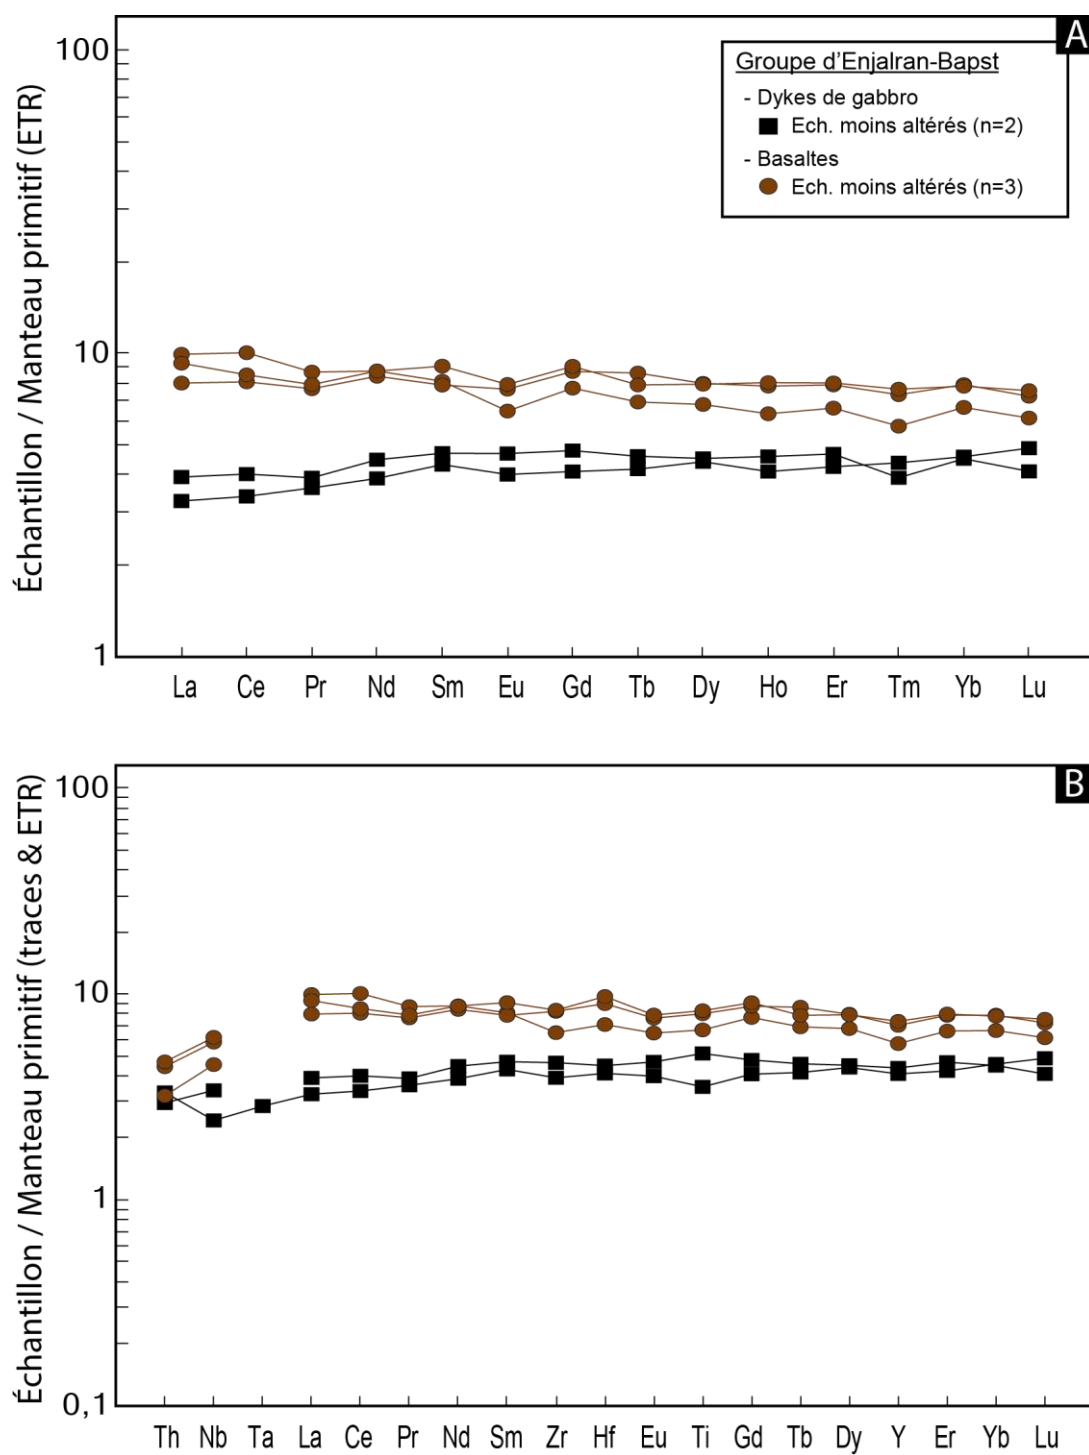 A
Groupe d'Enjalran-Bapst
- Dykes de gabbro
Ech. moins altérés (n=2)
- Basaltes
Ech. moins altérés (n=3)
Échantillon / Manteau primitif (ETR)
100
10
1
La Ce Pr Nd Sm Eu Gd Tb Dy Ho Er Tm Yb Lu
B
Échantillon / Manteau primitif (traces & ETR)
100
10
1
0,1
Th Nb Ta La Ce Pr Nd Sm Zr Hf Eu Ti Gd Tb Dy Y Er Yb Lu